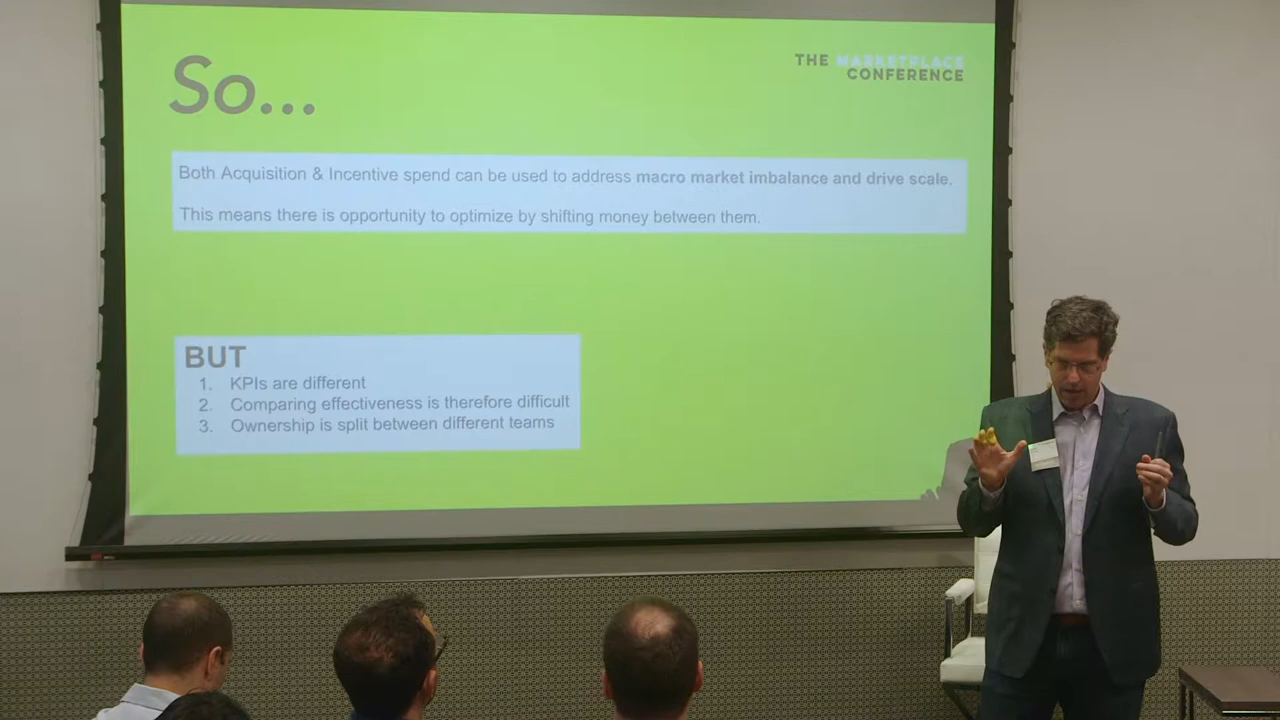 So...
THE MARKETPLACE
CONFERENCE
Both Acquisition & Incentive spend can be used to address macro market imbalance and drive scale.
This means there is opportunity to optimize by shifting money between them.
BUT
1. KPIs are different
2. Comparing effectiveness is therefore difficult
3. Ownership is split between different teams